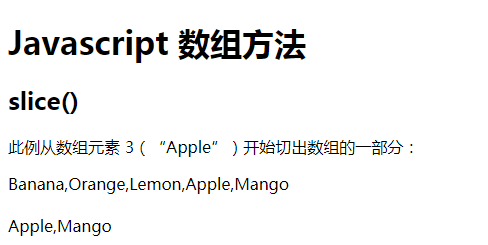 Javascript 数组方法
slice()
此例从数组元素 3（“Apple”）开始切出数组的一部分：
Banana,Orange,Lemon,Apple,Mango
Apple,Mango